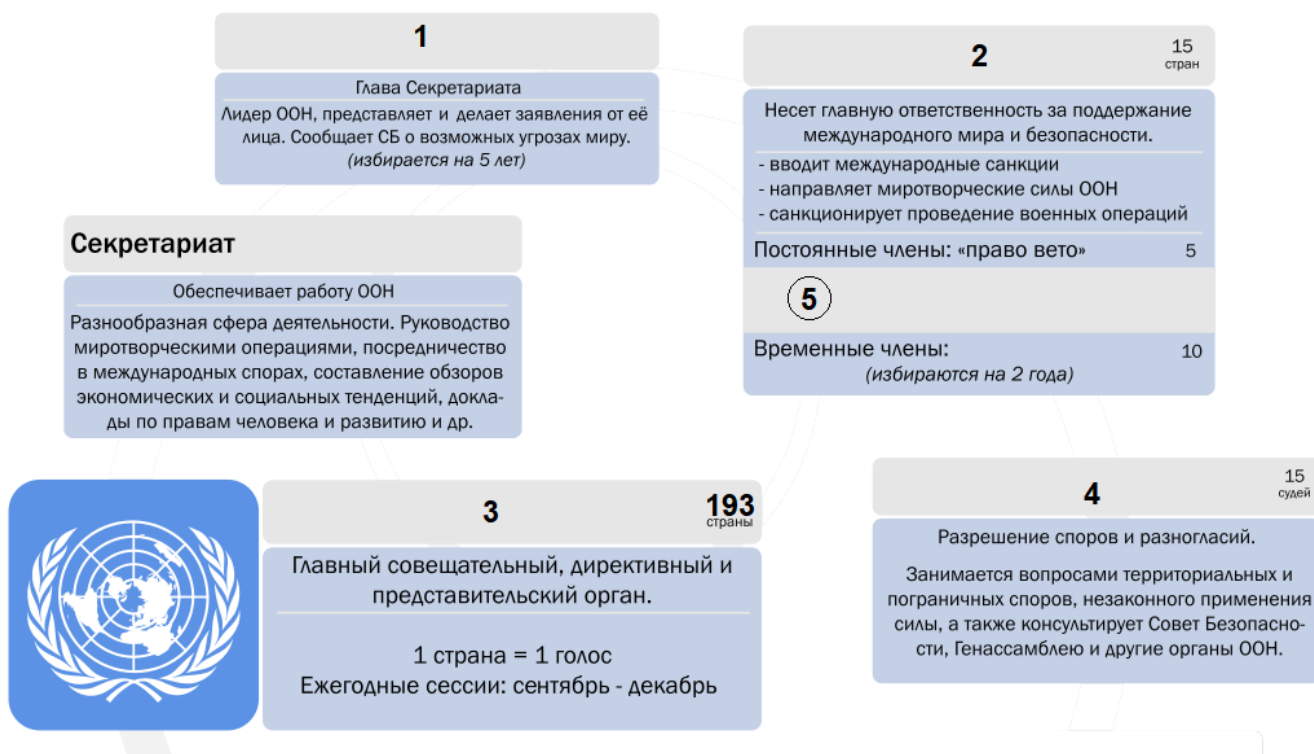 1
Глава Секретариата
Лидер ООН, представляет и делает заявления от её
лица. Сообщает СБ о возможных угрозах миру.
(избирается на 5 лет)
2
15
стран
Несет главную ответственность за поддержание
международного мира и безопасности.
- вводит международные санкции
- направляет миротворческие силы ООН
- санкционирует проведение военных операций
Постоянные члены: «право вето» 5
5
Временные члены: 10
(избираются на 2 года)
Секретариат
Обеспечивает работу ООН
Разнообразная сфера деятельности. Руководство
миротворческими операциями, посредничество
в международных спорах, составление обзоров
экономических и социальных тенденций, докла-
ды по правам человека и развитию и др.
3
193
страны
Главный совещательный, директивный и
представительский орган.
1 страна = 1 голос
Ежегодные сессии: сентябрь - декабрь
4
15
судей
Разрешение споров и разногласий.
Занимается вопросами территориальных и
пограничных споров, незаконного применения
силы, а также консультирует Совет Безопасно-
сти, Генассамблею и другие органы ООН.